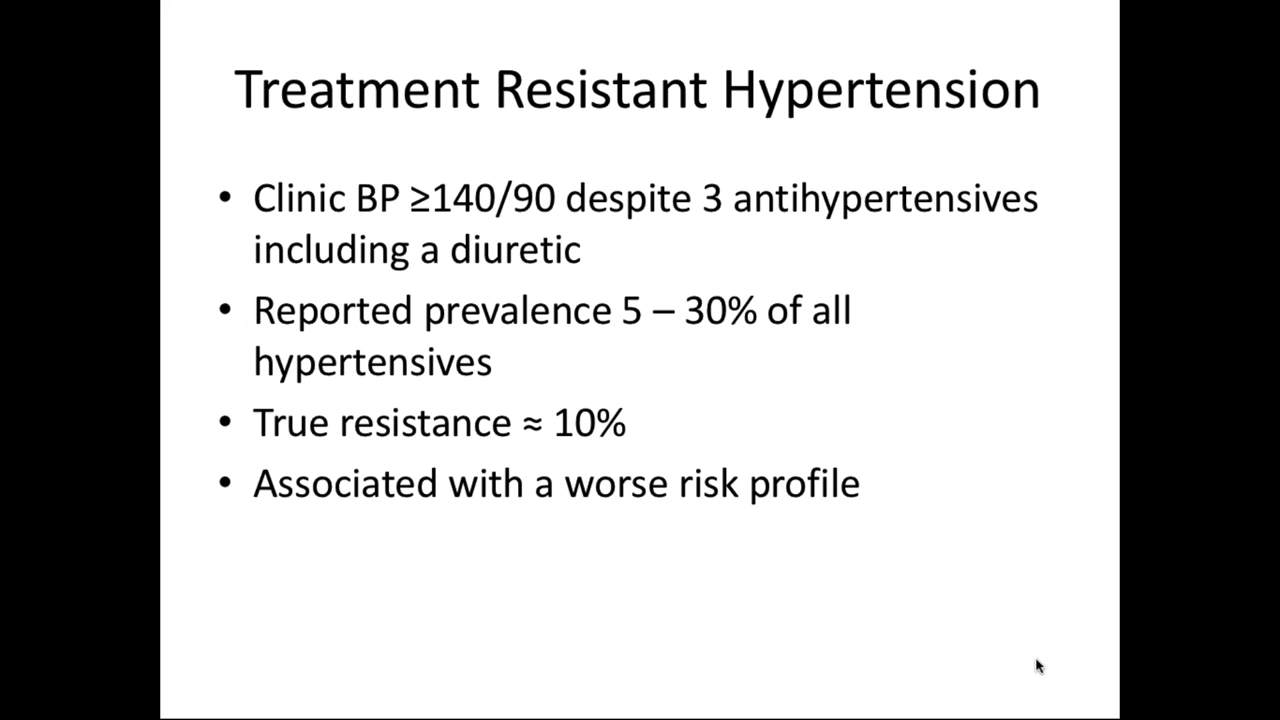 Treatment Resistant Hypertension
• Clinic BP ≥140/90 despite 3 antihypertensives
including a diuretic
• Reported prevalence 5 – 30% of all
hypertensives
• True resistance ≈ 10%
• Associated with a worse risk profile